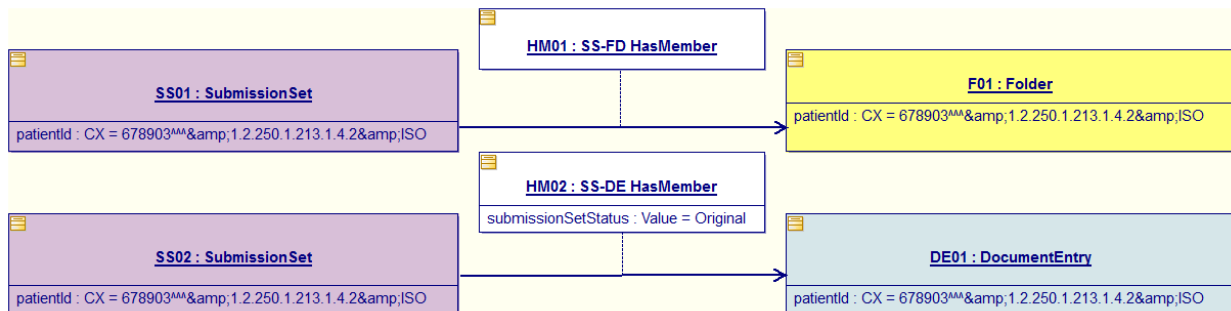 HM01 : SS-FD HasMember
SS01 : SubmissionSet
patientId : CX = 678903^^^&amp;1.2.250.1.213.1.4.2&amp;ISO
F01 : Folder
patientId : CX = 678903^^^&amp;1.2.250.1.213.1.4.2&amp;ISO
HM02 : SS-DE HasMember
submissionSetStatus : Value = Original
SS02 : SubmissionSet
patientId : CX = 678903^^^&amp;1.2.250.1.213.1.4.2&amp;ISO
DE01 : DocumentEntry
patientId : CX = 678903^^^&amp;1.2.250.1.213.1.4.2&amp;ISO